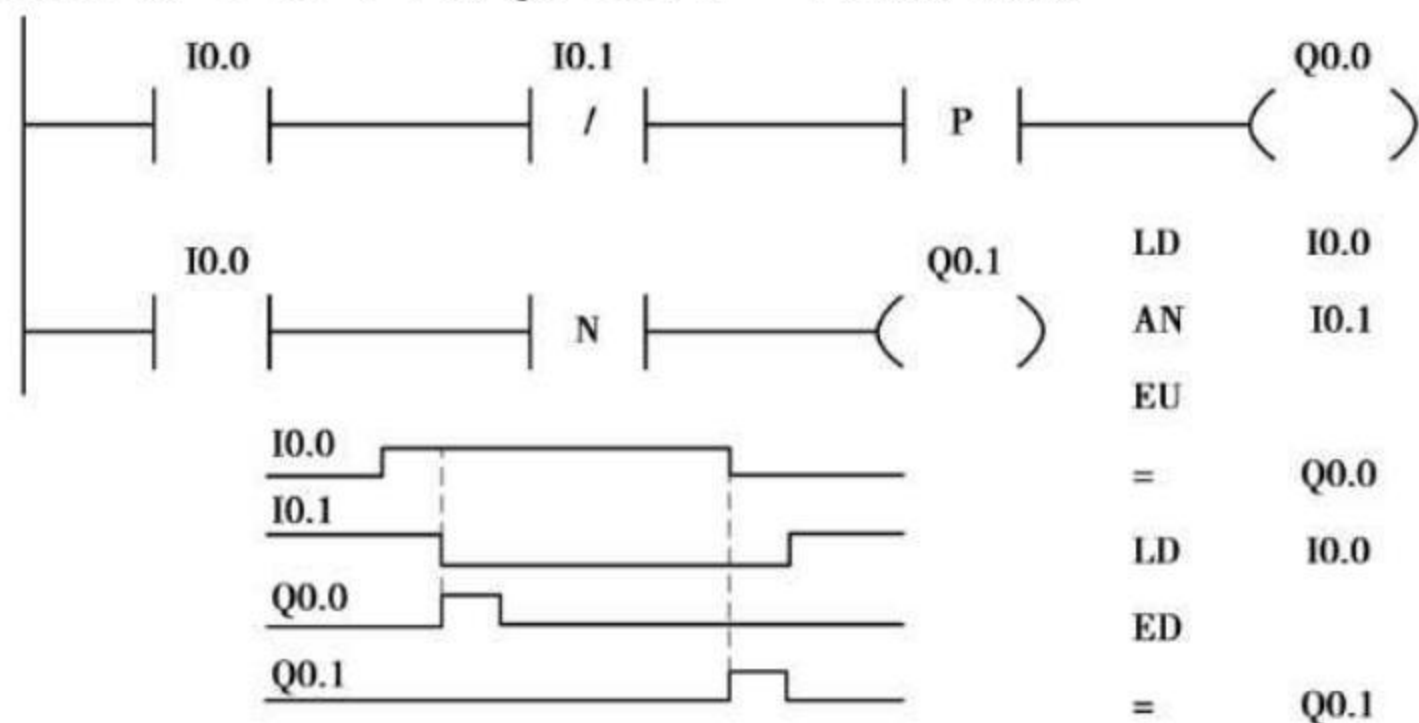 I0.0 I0.1 Q0.0
/ P
I0.0 Q0.1
N
LD I0.0
AN I0.1
EU
= Q0.0
LD I0.0
ED
= Q0.1
I0.0
I0.1
Q0.0
Q0.1